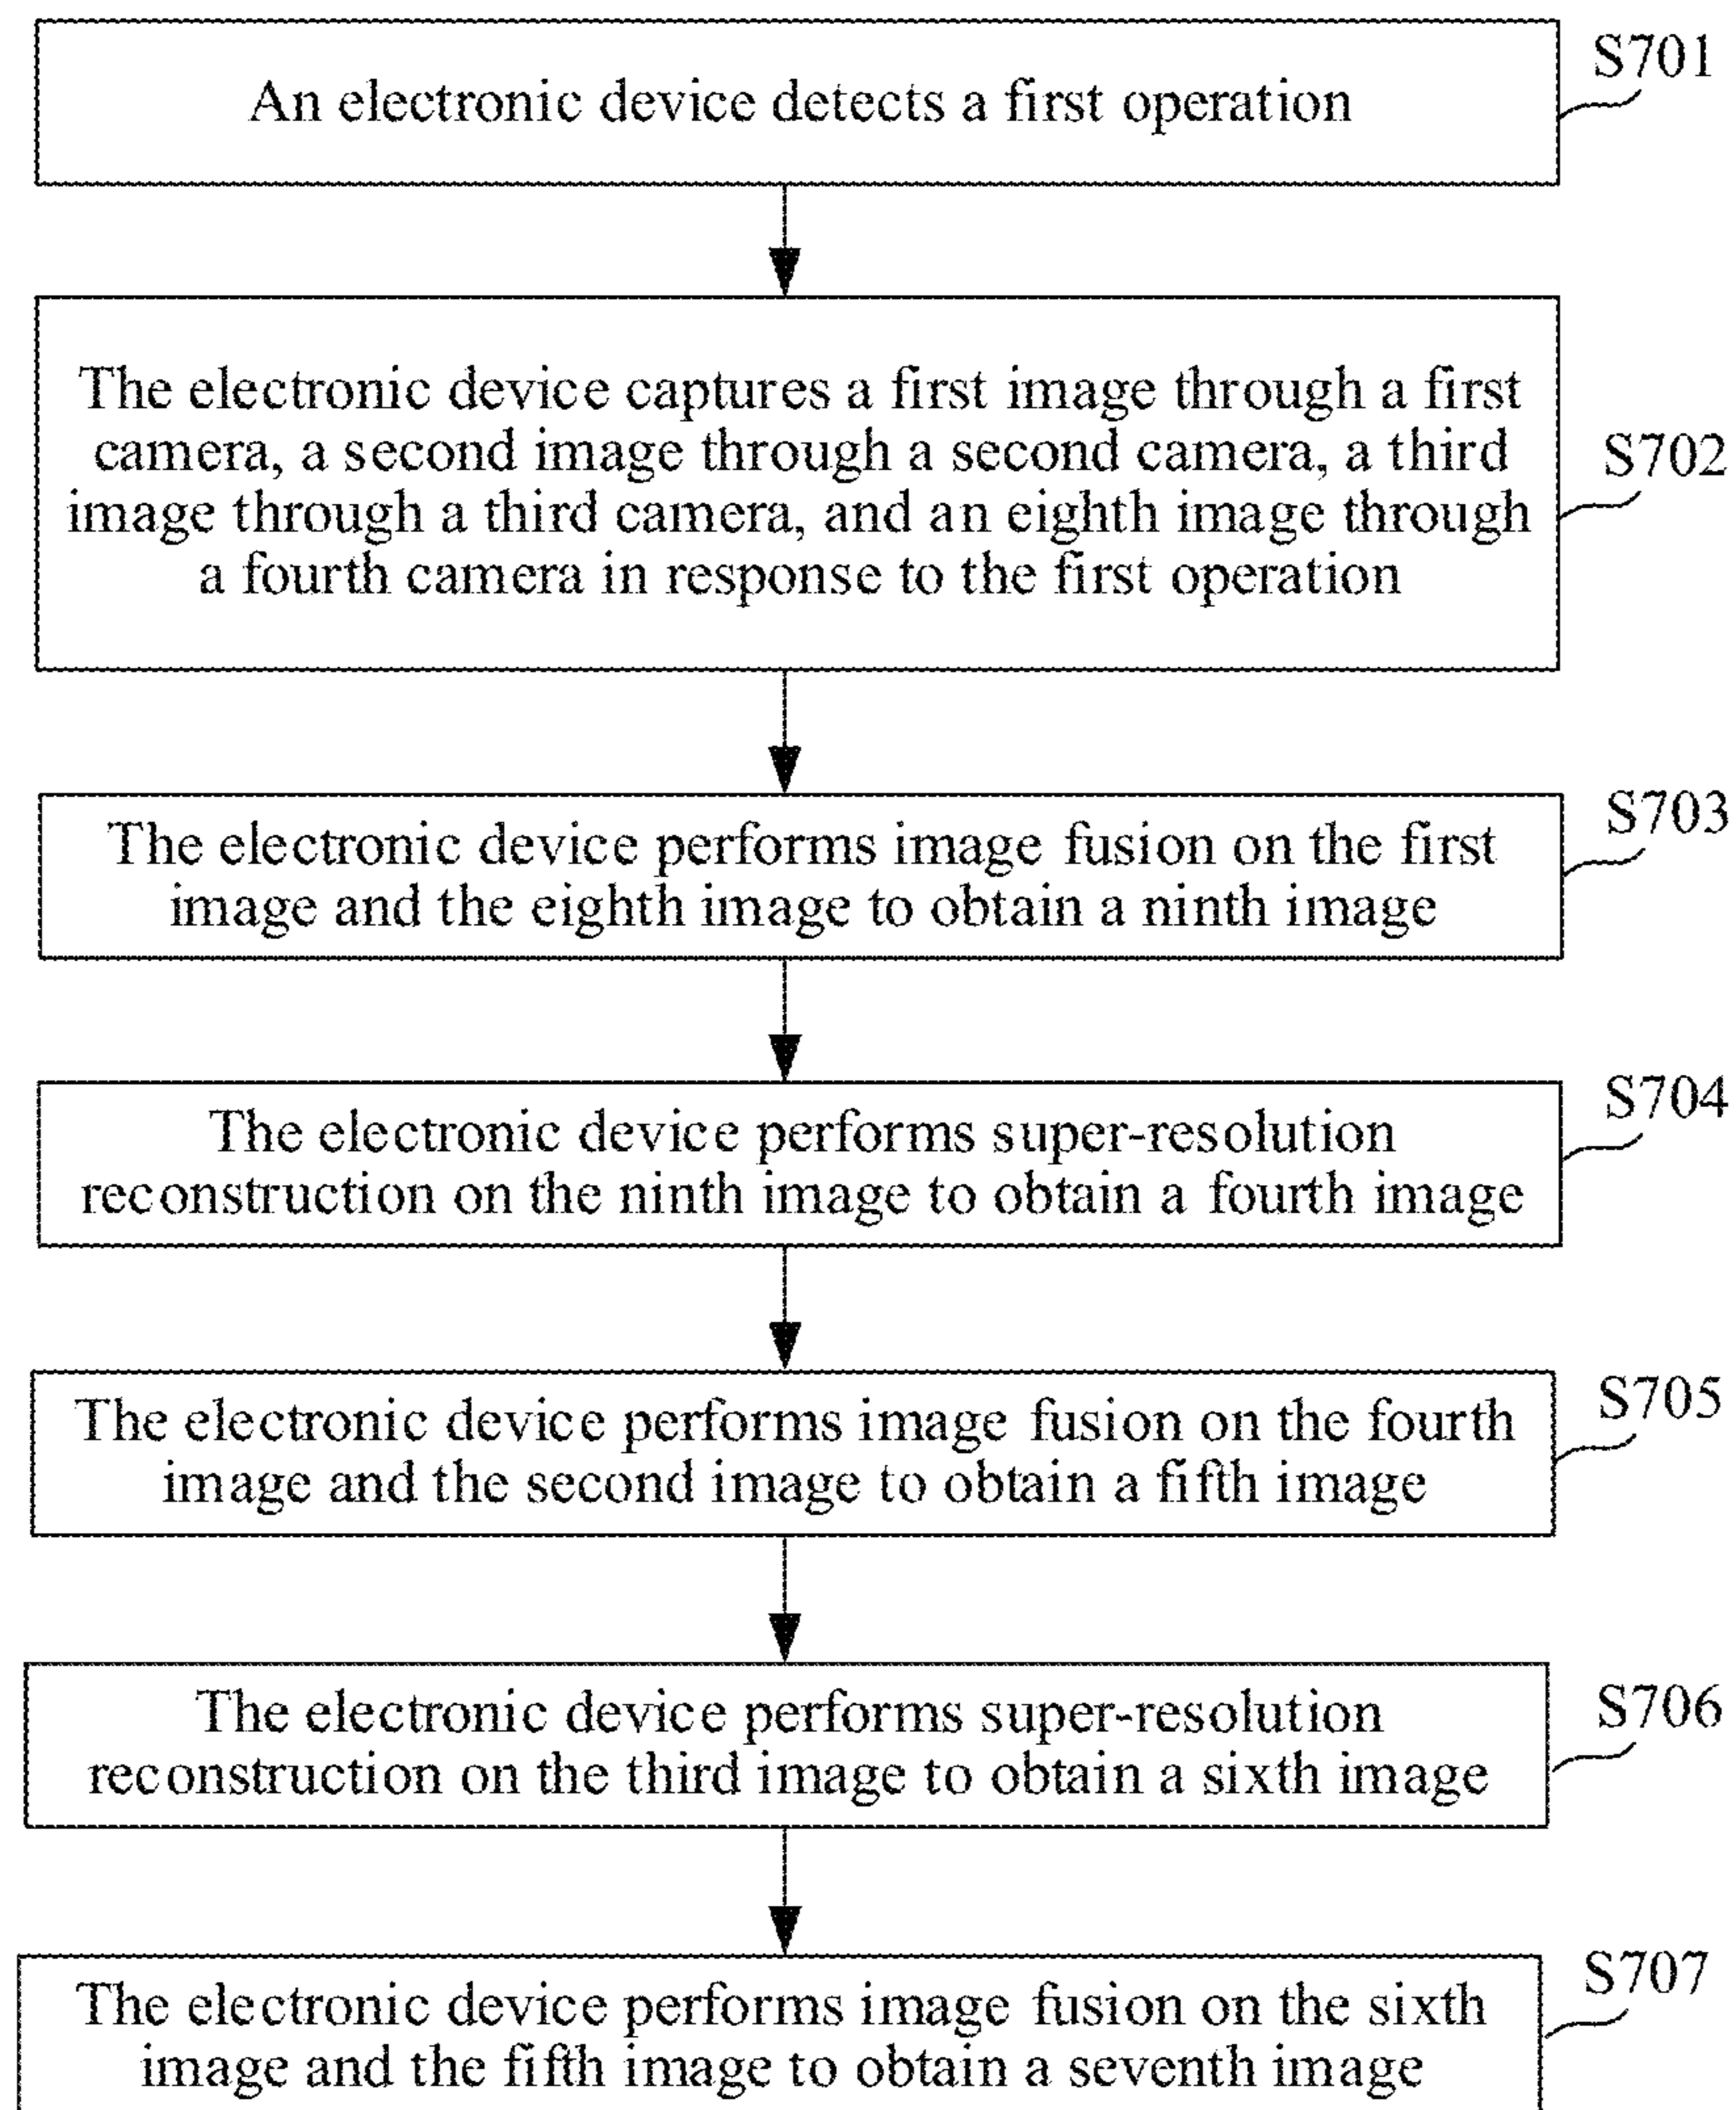 An electronic device detects a first operation
S701
The electronic device captures a first image through a first
camera, a second image through a second camera, a third
image through a third camera, and an eighth image through
a fourth camera in response to the first operation
S702
The electronic device performs image fusion on the first
image and the eighth image to obtain a ninth image
S703
The electronic device performs super-resolution
reconstruction on the ninth image to obtain a fourth image
S704
The electronic device performs image fusion on the fourth
image and the second image to obtain a fifth image
S705
The electronic device performs super-resolution
reconstruction on the third image to obtain a sixth image
S706
The electronic device performs image fusion on the sixth
image and the fifth image to obtain a seventh image
S707